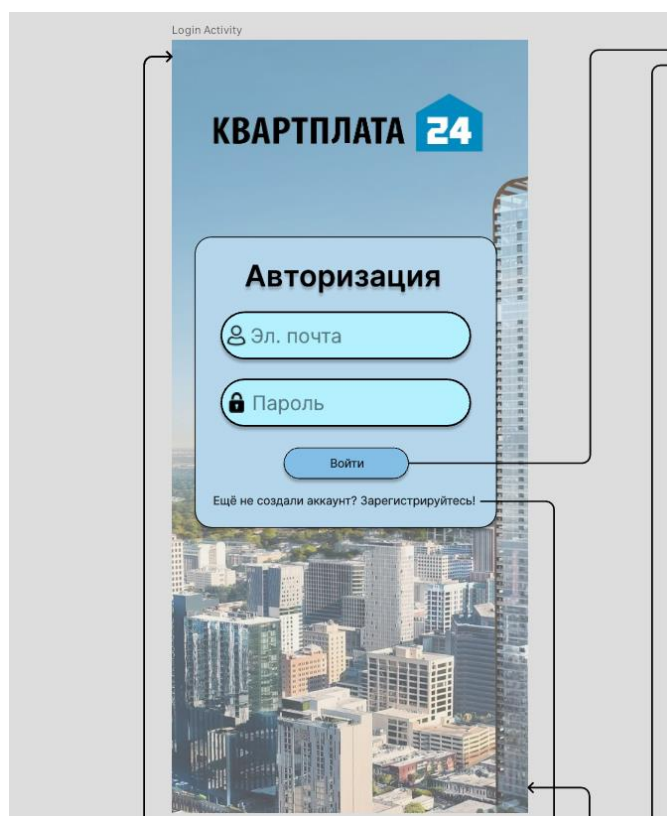 Login Activity
КВАРТПЛАТА 24
Авторизация
Эл. почта
Пароль
Войти
Ещё не создали аккаунт? Зарегистрируйтесь!